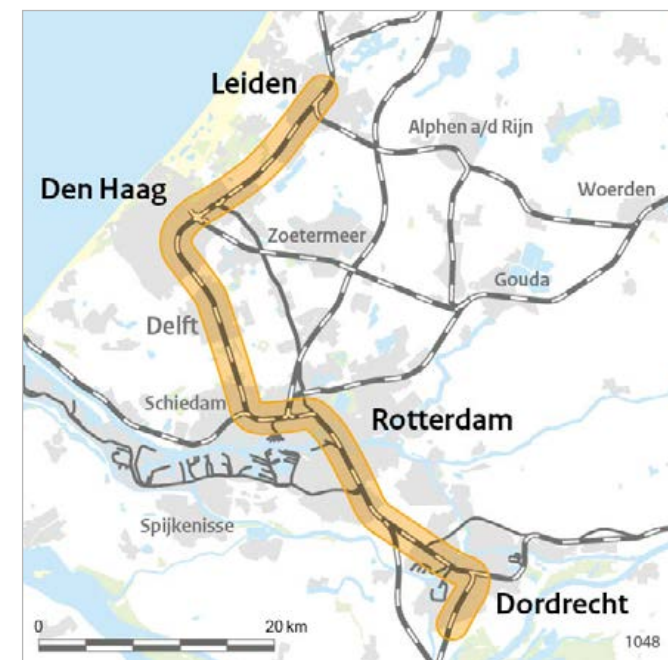 Leiden
Alphen a/d Rijn
Den Haag
Woerden
Zoetermeer
Gouda
Delft
Schiedam
Rotterdam
Spijkenisse
Dordrecht
0 20 km
1048